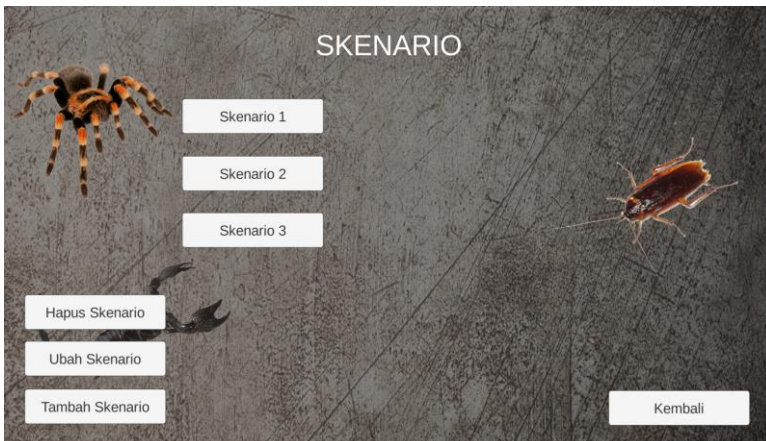 SKENARIO
Skenario 1
Skenario 2
Skenario 3
Hapus Skenario
Ubah Skenario
Tambah Skenario
Kembali